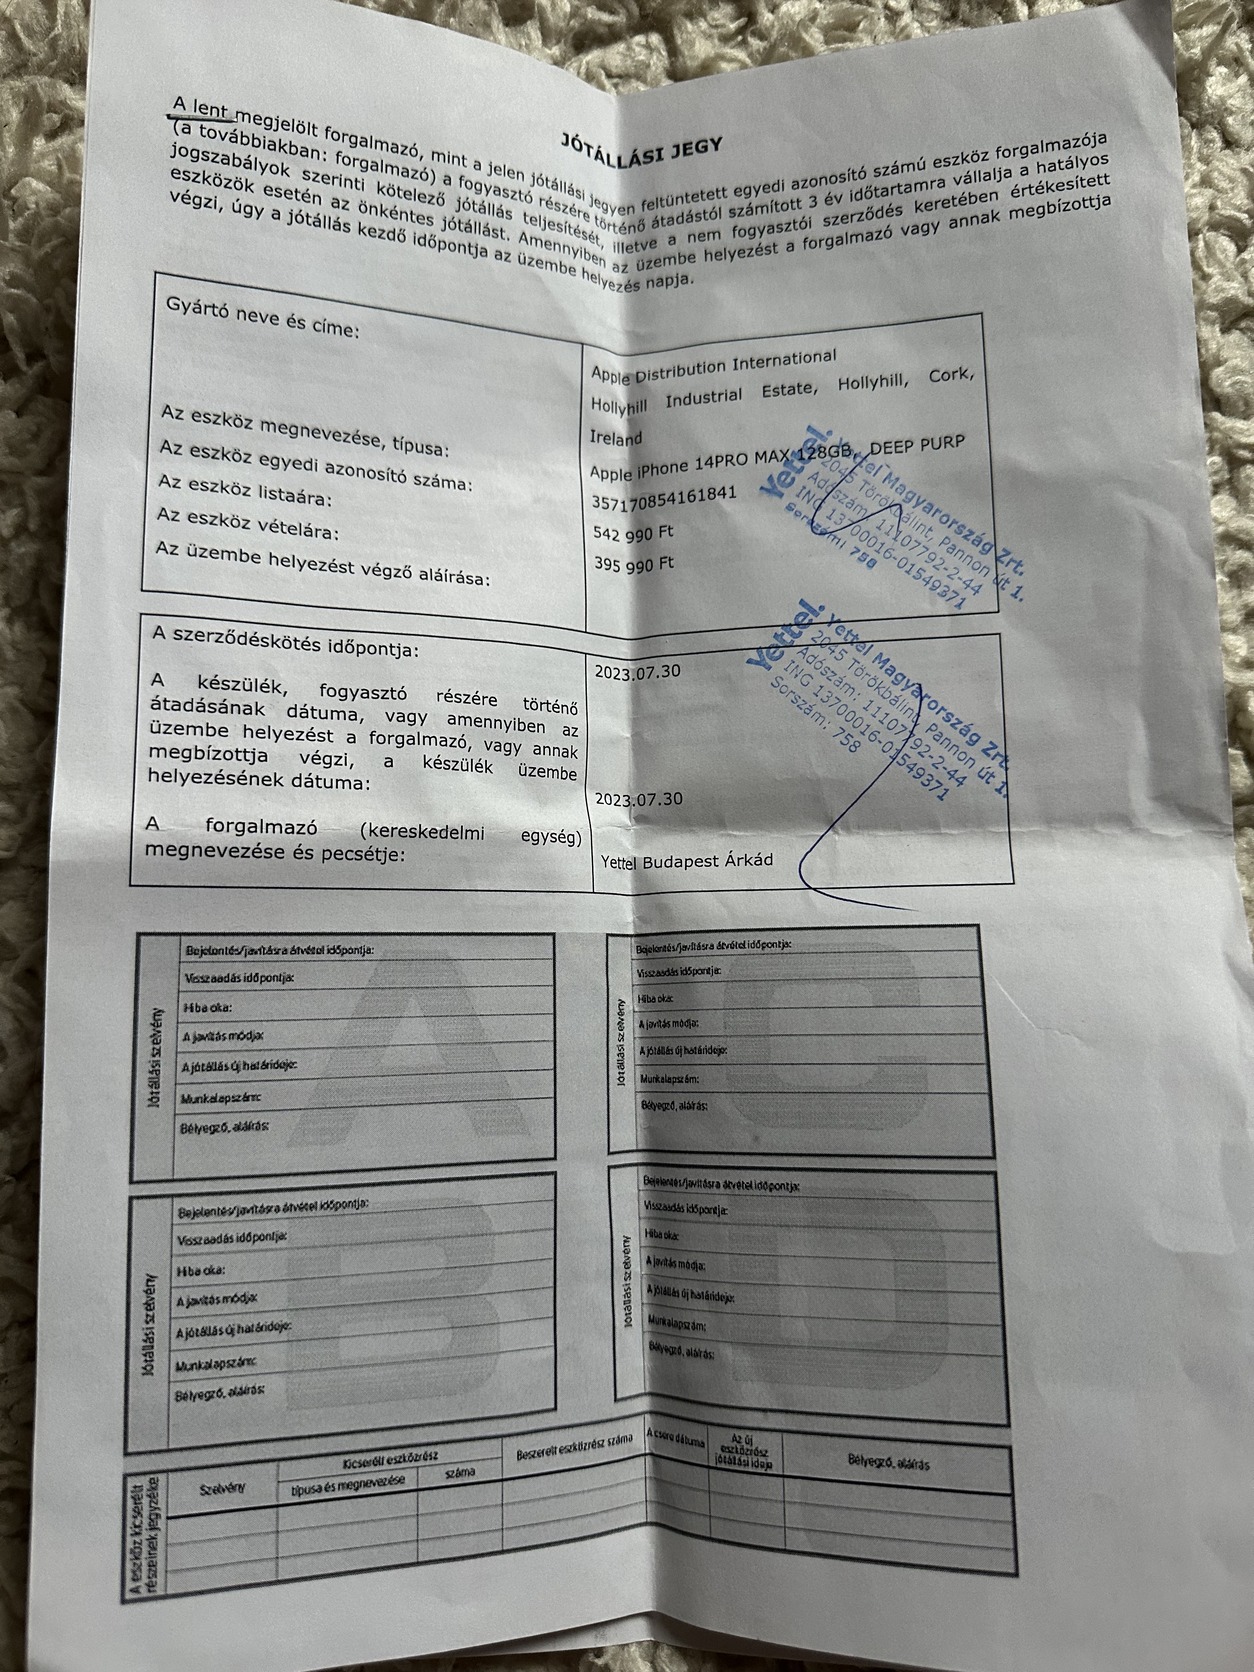 JÓTÁLLÁSI JEGY
A lent megjelölt forgalmazó, mint a jelen jótállási jegyen feltüntetett egyedi azonosító számú eszköz forgalmazója
(a továbbiakban: forgalmazó) a fogyasztó részére történő átadástól számított 3 év időtartamra vállalja a hatályos
jogszabályok szerinti kötelező jótállás teljesítését, illetve a nem fogyasztói szerződés keretében értékesített
eszközök esetén az önkéntes jótállást. Amennyiben az üzembe helyezést a forgalmazó vagy annak megbízottja
végzi, úgy a jótállás kezdő időpontja az üzembe helyezés napja.
Gyártó neve és címe:
Apple Distribution International
Hollyhill Industrial Estate, Hollyhill, Cork,
Ireland
Az eszköz megnevezése, típusa:
Apple iPhone 14PRO MAX 128GB, DEEP PURP
Az eszköz egyedi azonosító száma:
357170854161841
Az eszköz listaára:
542 990 Ft
Az eszköz vételára:
395 990 Ft
Az üzembe helyezést végző aláírása:
Yettel.
Yettel Magyarország Zrt.
2045 Törökbálint, Pannon út 1.
Adószám: 11107792-2-44
ING 13700016-01549371
Sorszám: 758
A szerződéskötés időpontja:
2023.07.30
A készülék, fogyasztó részére történő
átadásának dátuma, vagy amennyiben az
üzembe helyezést a forgalmazó, vagy annak
megbízottja végzi, a készülék üzembe
helyezésének dátuma:
2023.07.30
A forgalmazó (kereskedelmi egység)
megnevezése és pecsétje:
Yettel Budapest Árkád
Yettel.
Yettel Magyarország Zrt.
2045 Törökbálint, Pannon út 1.
Adószám: 11107792-2-44
ING 13700016-01549371
Sorszám: 758
Jótállási szelvény
A
Bejelentés/javításra átvétel időpontja:
Visszaadás időpontja:
Hiba oka:
A javítás módja:
A jótállás új határideje:
Munkalapszám:
Bélyegző, aláírás:
Jótállási szelvény
C
Bejelentés/javításra átvétel időpontja:
Visszaadás időpontja:
Hiba oka:
A javítás módja:
A jótállás új határideje:
Munkalapszám:
Bélyegző, aláírás:
Jótállási szelvény
B
Bejelentés/javításra átvétel időpontja:
Visszaadás időpontja:
Hiba oka:
A javítás módja:
A jótállás új határideje:
Munkalapszám:
Bélyegző, aláírás:
Jótállási szelvény
D
Bejelentés/javításra átvétel időpontja:
Visszaadás időpontja:
Hiba oka:
A javítás módja:
A jótállás új határideje:
Munkalapszám:
Bélyegző, aláírás:
A eszköz kicserélt
részeinek jegyzéke
Szelvény
Kicserélt eszközrész
típusa és megnevezése
száma
Beszerelt eszközrész száma
A csere dátuma
Az új
eszközrész
jótállási ideje
Bélyegző, aláírás